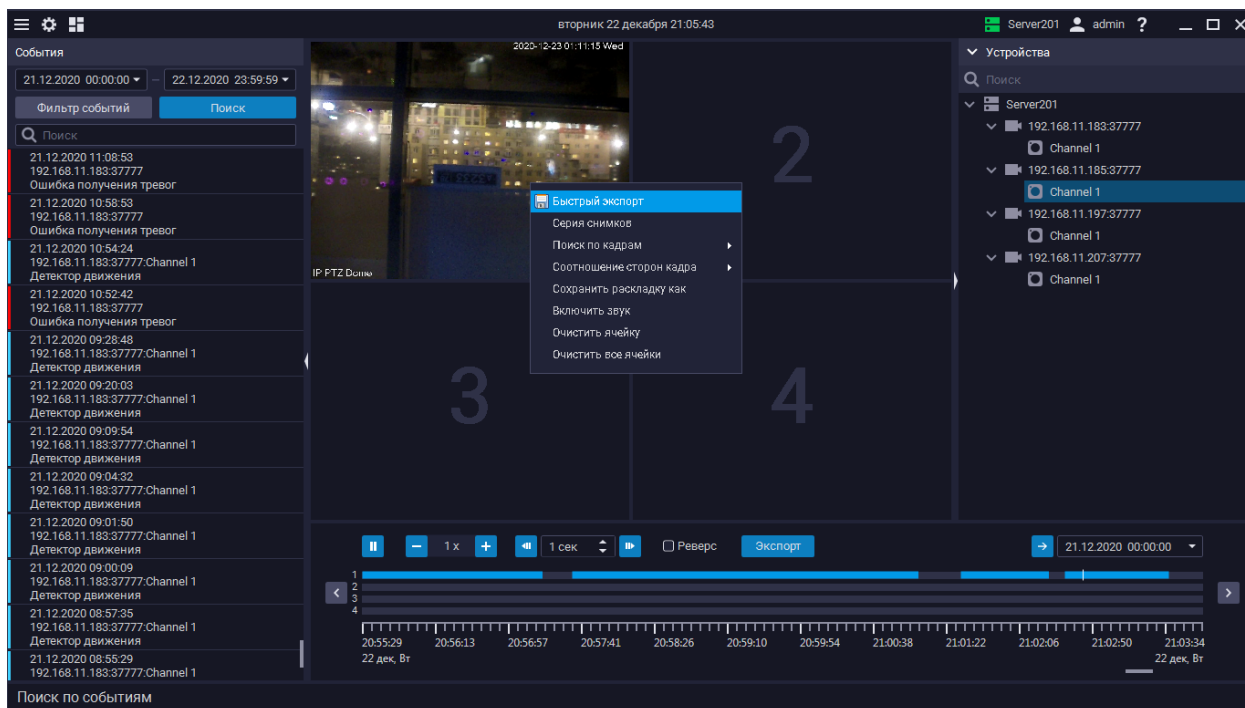 вторник 22 декабря 21:05:43
Server201
admin
?
События
21.12.2020 00:00:00
–
22.12.2020 23:59:59
Фильтр событий
Поиск
Поиск
21.12.2020 11:08:53
192.168.11.183:37777
Ошибка получения тревог
21.12.2020 10:58:53
192.168.11.183:37777
Ошибка получения тревог
21.12.2020 10:54:24
192.168.11.183:37777:Channel 1
Детектор движения
21.12.2020 10:52:42
192.168.11.183:37777
Ошибка получения тревог
21.12.2020 09:28:48
192.168.11.183:37777:Channel 1
Детектор движения
21.12.2020 09:20:03
192.168.11.183:37777:Channel 1
Детектор движения
21.12.2020 09:09:54
192.168.11.183:37777:Channel 1
Детектор движения
21.12.2020 09:04:32
192.168.11.183:37777:Channel 1
Детектор движения
21.12.2020 09:01:50
192.168.11.183:37777:Channel 1
Детектор движения
21.12.2020 09:00:09
192.168.11.183:37777:Channel 1
Детектор движения
21.12.2020 08:57:35
192.168.11.183:37777:Channel 1
Детектор движения
21.12.2020 08:55:29
192.168.11.183:37777:Channel 1
2020-12-23 01:11:15 Wed
IP PTZ Dome
2
3
4
Быстрый экспорт
Серия снимков
Поиск по кадрам
Соотношение сторон кадра
Сохранить раскладку как
Включить звук
Очистить ячейку
Очистить все ячейки
Устройства
Поиск
Server201
192.168.11.183:37777
Channel 1
192.168.11.185:37777
Channel 1
192.168.11.197:37777
Channel 1
192.168.11.207:37777
Channel 1
1 x
1 сек
Реверс
Экспорт
21.12.2020 00:00:00
1
2
3
4
20:55:29 20:56:13 20:56:57 20:57:41 20:58:26 20:59:10 20:59:54 21:00:38 21:01:22 21:02:06 21:02:50 21:03:34
22 дек, Вт 22 дек, Вт
Поиск по событиям